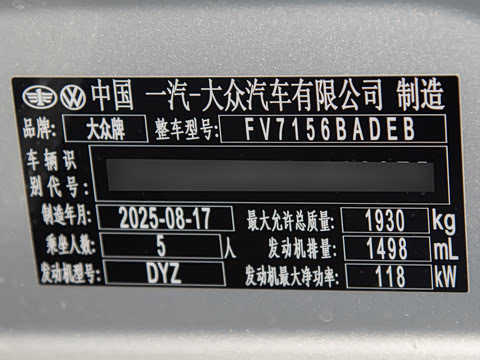 中国 一汽-大众汽车有限公司 制造
品牌: 大众牌 整车型号: FV7156BADEB
车辆识
别代号:
制造年月: 2025-08-17 最大允许总质量: 1930 kg
乘坐人数: 5 人 发动机排量: 1498 mL
发动机型号: DYZ 发动机最大净功率: 118 kW